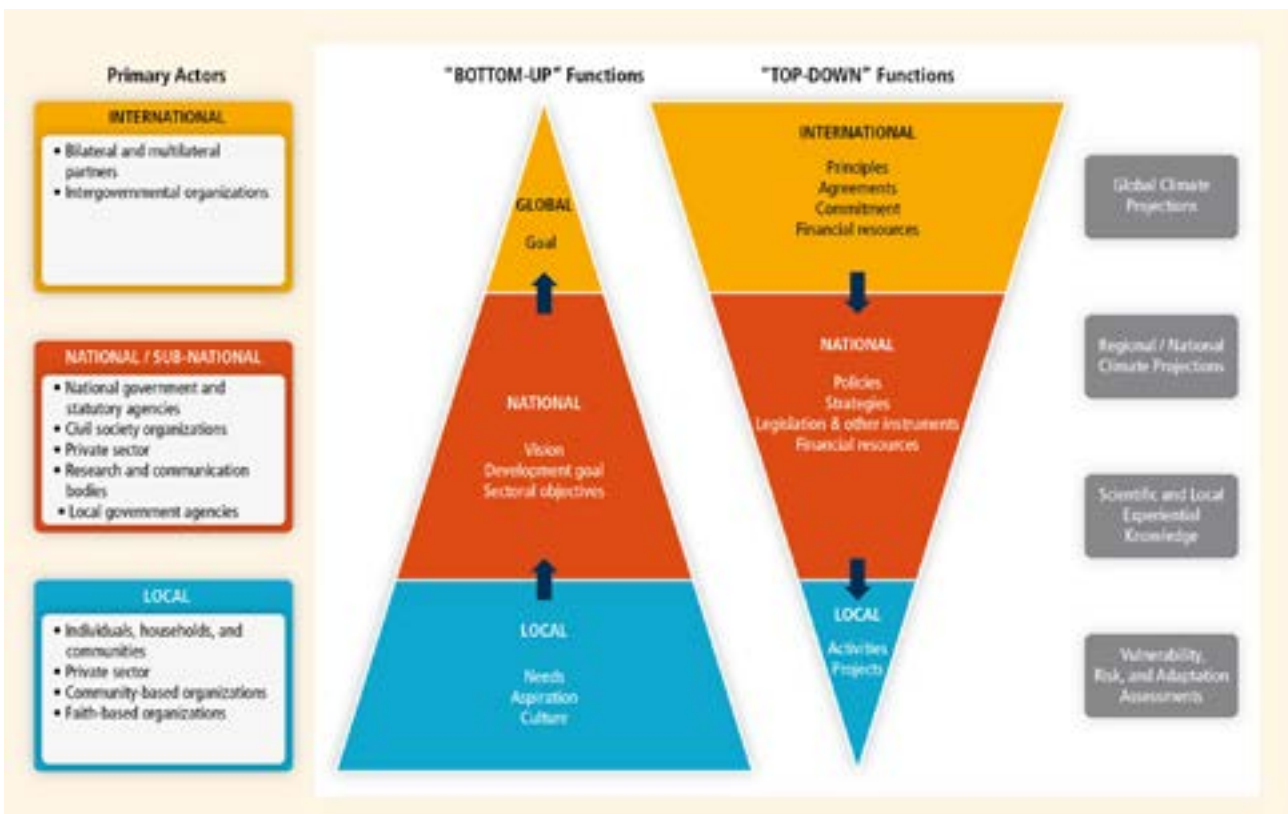 Primary Actors
INTERNATIONAL
• Bilateral and multilateral
partners
• Intergovernmental organizations
NATIONAL / SUB-NATIONAL
• National government and
statutory agencies
• Civil society organizations
• Private sector
• Research and communication
bodies
• Local government agencies
LOCAL
• Individuals, households, and
communities
• Private sector
• Community-based organizations
• Faith-based organizations
"BOTTOM-UP" Functions
GLOBAL
Goal
NATIONAL
Vision
Development goal
Sectoral objectives
LOCAL
Needs
Aspiration
Culture
"TOP-DOWN" Functions
INTERNATIONAL
Principles
Agreements
Commitment
Financial resources
NATIONAL
Policies
Strategies
Legislation & other instruments
Financial resources
LOCAL
Activities
Projects
Global Climate
Projections
Regional / National
Climate Projections
Scientific and Local
Experiential
Knowledge
Vulnerability,
Risk, and Adaptation
Assessments